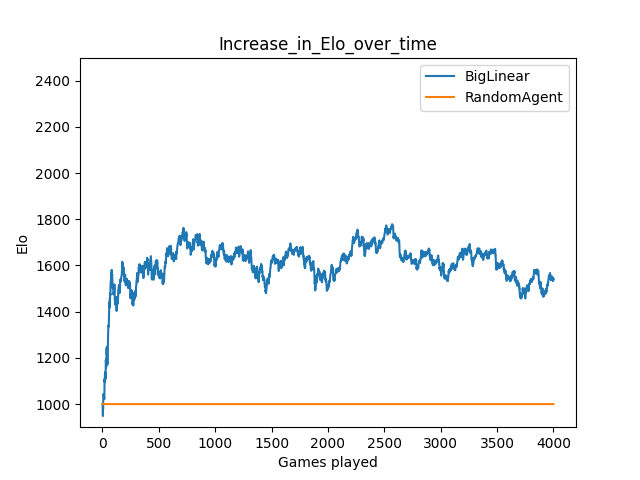 Increase_in_Elo_over_time
BigLinear
RandomAgent
Elo
2400
2200
2000
1800
1600
1400
1200
1000
0 500 1000 1500 2000 2500 3000 3500 4000
Games played